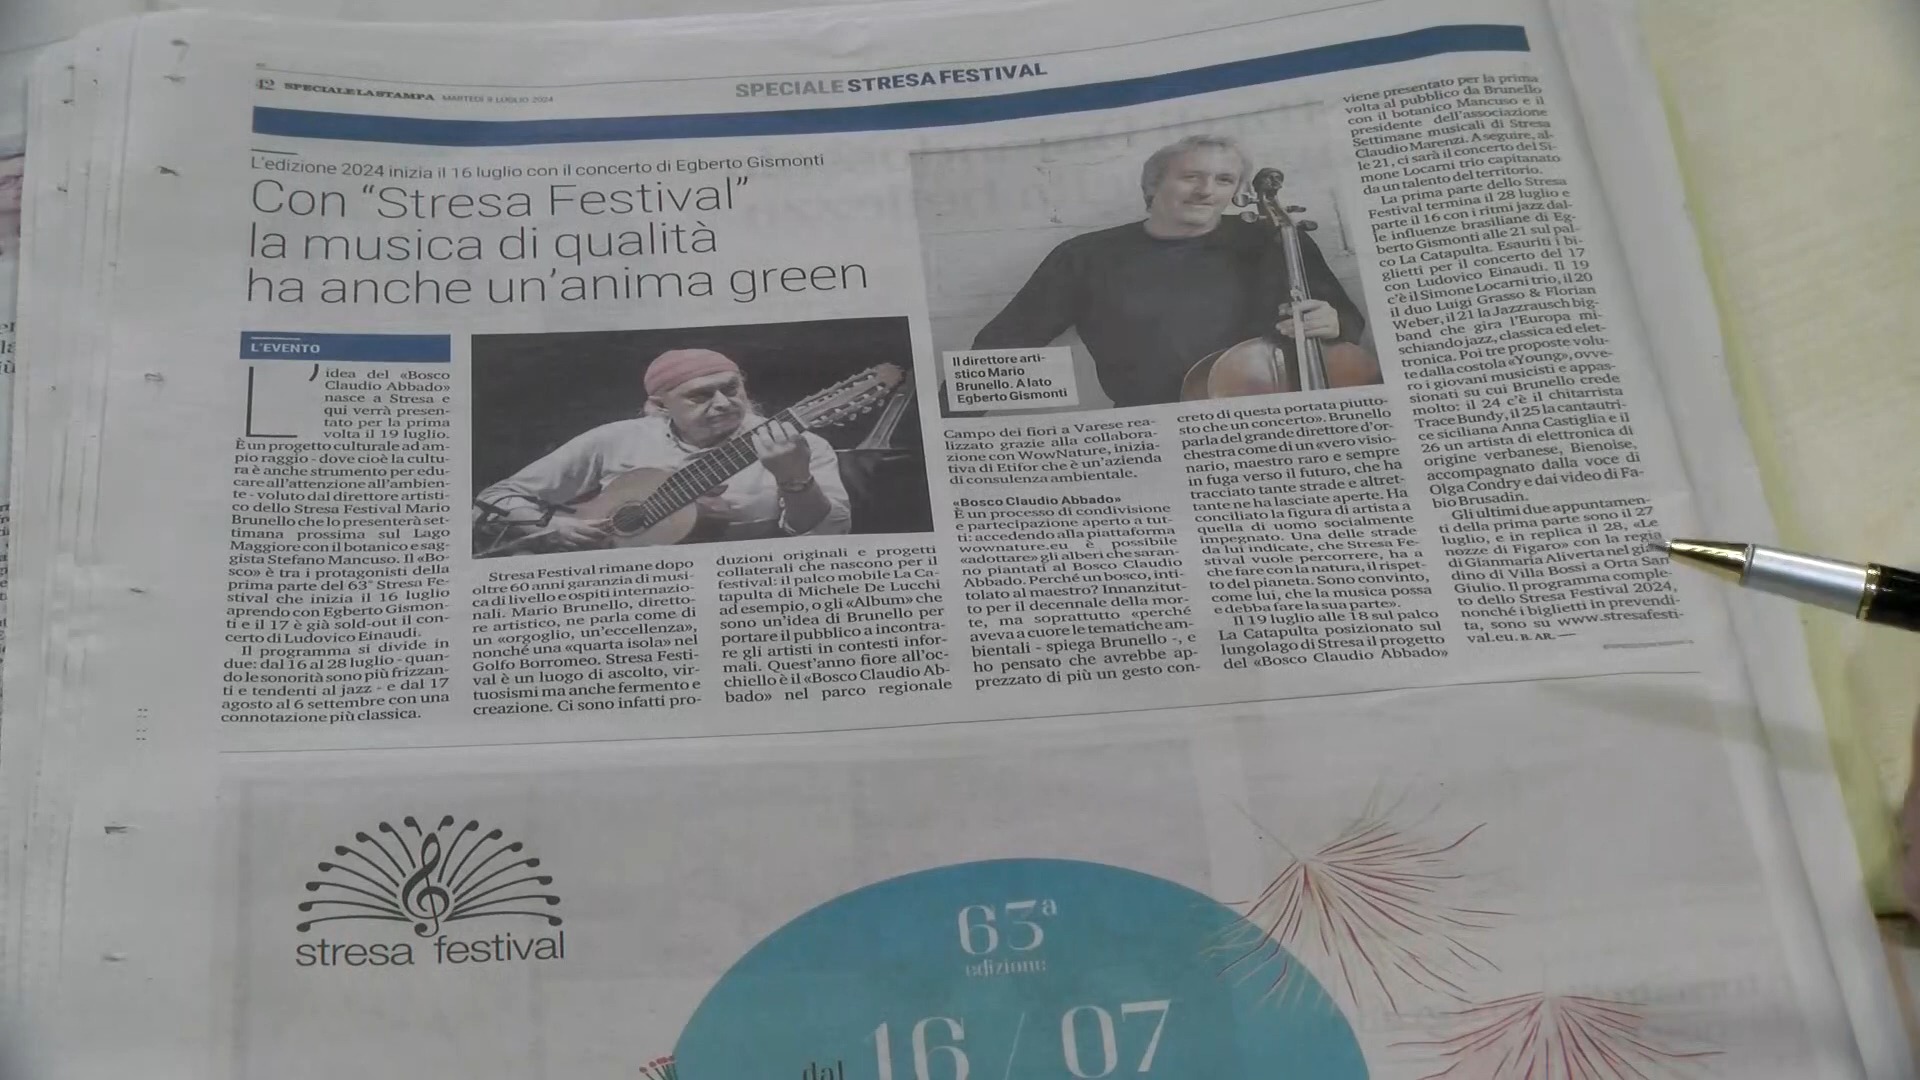 42 SPECIALE LA STAMPA MARTEDÌ 9 LUGLIO 2024
SPECIALE STRESA FESTIVAL
L'edizione 2024 inizia il 16 luglio con il concerto di Egberto Gismonti
Con “Stresa Festival”
la musica di qualità
ha anche un'anima green
L'EVENTO
L'idea del «Bosco
Claudio Abbado»
nasce a Stresa e
qui verrà presen-
tato per la prima
volta il 19 luglio.
È un progetto culturale ad am-
pio raggio - dove cioè la cultu-
ra è anche strumento per edu-
care all'attenzione all'ambien-
te - voluto dal direttore artisti-
co dello Stresa Festival Mario
Brunello che lo presenterà set-
timana prossima sul Lago
Maggiore con il botanico e sag-
gista Stefano Mancuso. Il «Bo-
sco» è tra i protagonisti della
prima parte del 63° Stresa Fe-
stival che inizia il 16 luglio
aprendo con Egberto Gismon-
ti e il 17 è già sold-out il con-
certo di Ludovico Einaudi.
Il programma si divide in
due: dal 16 al 28 luglio - quan-
do le sonorità sono più frizzan-
ti e tendenti al jazz - e dal 17
agosto al 6 settembre con una
connotazione più classica.
Stresa Festival rimane dopo
oltre 60 anni garanzia di musi-
ca di livello e ospiti internazio-
nali. Mario Brunello, diretto-
re artistico, ne parla come di
un «orgoglio, un'eccellenza»,
nonché una «quarta isola» nel
Golfo Borromeo. Stresa Festi-
val è un luogo di ascolto, vir-
tuosismi ma anche fermento e
creazione. Ci sono infatti pro-
duzioni originali e progetti
collaterali che nascono per il
festival: il palco mobile La Ca-
tapulta di Michele De Lucchi
ad esempio, o gli «Album» che
sono un'idea di Brunello per
portare il pubblico a incontra-
re gli artisti in contesti infor-
mali. Quest'anno fiore all'oc-
chiello è il «Bosco Claudio Ab-
bado» nel parco regionale
Il direttore arti-
stico Mario
Brunello. A lato
Egberto Gismonti
Campo dei fiori a Varese rea-
lizzato grazie alla collabora-
zione con WowNature, inizia-
tiva di Etifor che è un'azienda
di consulenza ambientale.
«Bosco Claudio Abbado»
È un processo di condivisione
e partecipazione aperto a tut-
ti: accedendo alla piattaforma
wownature.eu è possibile
«adottare» gli alberi che saran-
no piantati al Bosco Claudio
Abbado. Perché un bosco, inti-
tolato al maestro? Innanzitut-
to per il decennale della mor-
te, ma soprattutto «perché
aveva a cuore le tematiche am-
bientali - spiega Brunello -, e
ho pensato che avrebbe ap-
prezzato di più un gesto con-
creto di questa portata piutto-
sto che un concerto». Brunello
parla del grande direttore d'or-
chestra come di un «vero visio-
nario, maestro raro e sempre
in fuga verso il futuro, che ha
tracciato tante strade e altret-
tante ne ha lasciate aperte. Ha
conciliato la figura di artista a
quella di uomo socialmente
impegnato. Una delle strade
da lui indicate, che Stresa Fe-
stival vuole percorrere, ha a
che fare con la natura, il rispet-
to del pianeta. Sono convinto,
come lui, che la musica possa
e debba fare la sua parte».
Il 19 luglio alle 18 sul palco
La Catapulta posizionato sul
lungolago di Stresa il progetto
del «Bosco Claudio Abbado»
viene presentato per la prima
volta al pubblico da Brunello
con il botanico Mancuso e il
presidente dell'associazione
Settimane musicali di Stresa
Claudio Marenzi. A seguire, al-
le 21, ci sarà il concerto del Si-
mone Locarni trio capitanato
da un talento del territorio.
La prima parte dello Stresa
Festival termina il 28 luglio e
parte il 16 con i ritmi jazz dal-
le influenze brasiliane di Eg-
berto Gismonti alle 21 sul pal-
co La Catapulta. Esauriti i bi-
glietti per il concerto del 17
con Ludovico Einaudi. Il 19
c'è il Simone Locarni trio, il 20
il duo Luigi Grasso & Florian
Weber, il 21 la Jazzrausch big-
band che gira l'Europa mi-
schiando jazz, classica ed elet-
tronica. Poi tre proposte volu-
te dalla costola «Young», ovve-
ro i giovani musicisti e appas-
sionati su cui Brunello crede
molto: il 24 c'è il chitarrista
Trace Bundy, il 25 la cantautri-
ce siciliana Anna Castiglia e il
26 un artista di elettronica di
origine verbanese, Bienoise,
accompagnato dalla voce di
Olga Condry e dai video di Fa-
bio Brusadin.
Gli ultimi due appuntamen-
ti della prima parte sono il 27
luglio, e in replica il 28, «Le
nozze di Figaro» con la regia
di Gianmaria Aliverta nel giar-
dino di Villa Bossi a Orta San
Giulio. Il programma comple-
to dello Stresa Festival 2024,
nonché i biglietti in prevendi-
ta, sono su www.stresafesti-
val.eu. B. AR. —
stresa festival
63ª
edizione
dal 16 / 07